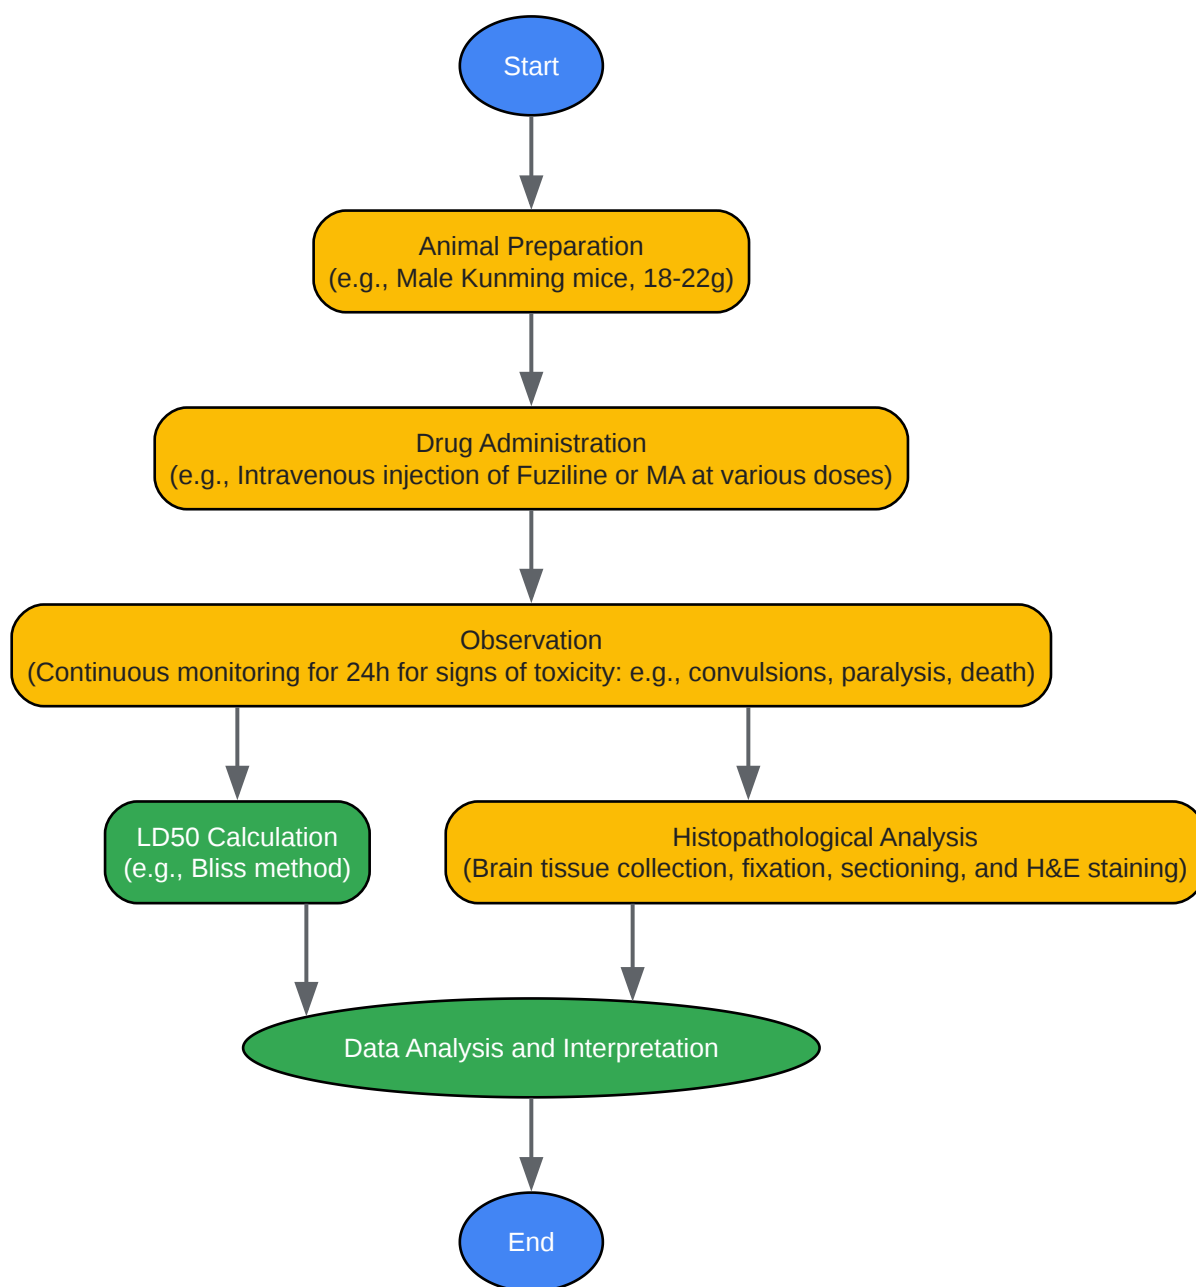 Start
Animal Preparation
(e.g., Male Kunming mice, 18-22g)
Drug Administration
(e.g., Intravenous injection of Fuziline or MA at various doses)
Observation
(Continuous monitoring for 24h for signs of toxicity: e.g., convulsions, paralysis, death)
LD50 Calculation
(e.g., Bliss method)
Histopathological Analysis
(Brain tissue collection, fixation, sectioning, and H&E staining)
Data Analysis and Interpretation
End